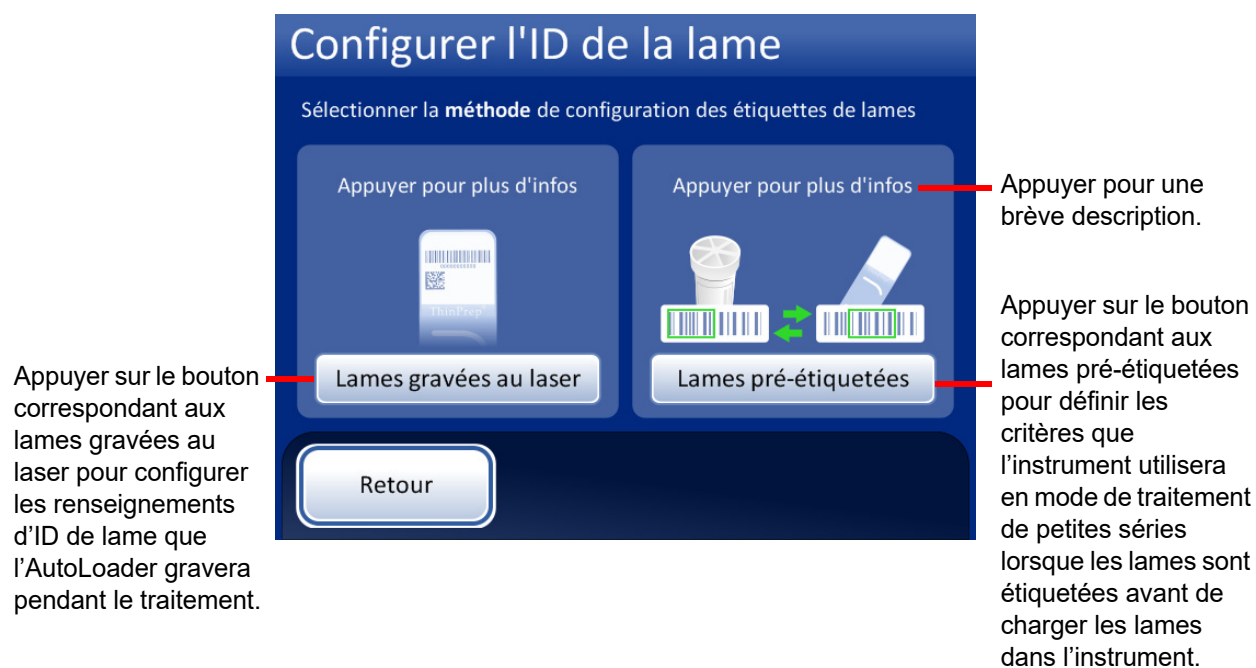 Configurer l'ID de la lame
Sélectionner la méthode de configuration des étiquettes de lames
Appuyer pour plus d'infos
ThinPrep
Lames gravées au laser
Appuyer pour plus d'infos
Lames pré-étiquetées
Retour
Appuyer sur le bouton
correspondant aux
lames gravées au
laser pour configurer
les renseignements
d’ID de lame que
l’AutoLoader gravera
pendant le traitement.
Appuyer pour une
brève description.
Appuyer sur le bouton
correspondant aux
lames pré-étiquetées
pour définir les
critères que
l’instrument utilisera
en mode de traitement
de petites séries
lorsque les lames sont
étiquetées avant de
charger les lames
dans l’instrument.